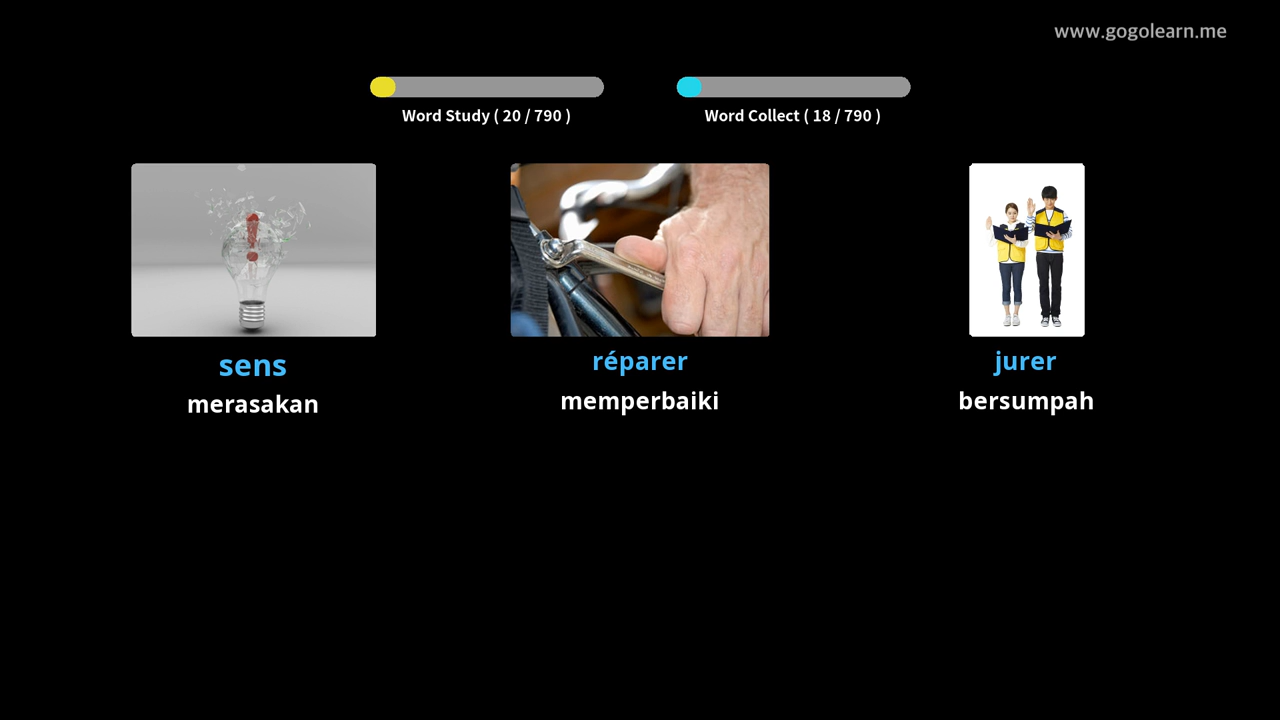 www.gogolearn.me
Word Study ( 20 / 790 )
Word Collect ( 18 / 790 )
sens
merasakan
réparer
memperbaiki
jurer
bersumpah